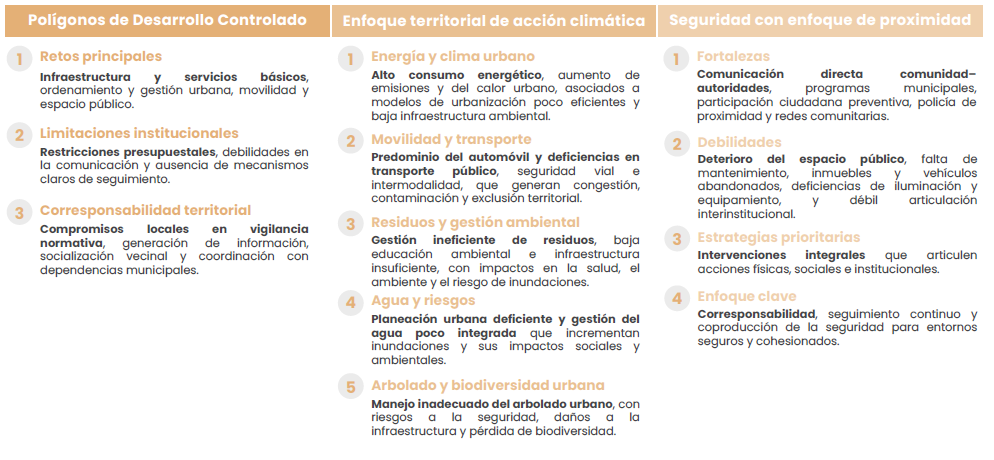 Polígonos de Desarrollo Controlado
1
Retos principales
Infraestructura y servicios básicos,
ordenamiento y gestión urbana, movilidad y
espacio público.
2
Limitaciones institucionales
Restricciones presupuestales, debilidades en
la comunicación y ausencia de mecanismos
claros de seguimiento.
3
Corresponsabilidad territorial
Compromisos locales en vigilancia
normativa, generación de información,
socialización vecinal y coordinación con
dependencias municipales.
Enfoque territorial de acción climática
1
Energía y clima urbano
Alto consumo energético, aumento de
emisiones y del calor urbano, asociados a
modelos de urbanización poco eficientes y
baja infraestructura ambiental.
2
Movilidad y transporte
Predominio del automóvil y deficiencias en
transporte público, seguridad vial e
intermodalidad, que generan congestión,
contaminación y exclusión territorial.
3
Residuos y gestión ambiental
Gestión ineficiente de residuos, baja
educación ambiental e infraestructura
insuficiente, con impactos en la salud, el
ambiente y el riesgo de inundaciones.
4
Agua y riesgos
Planeación urbana deficiente y gestión del
agua poco integrada que incrementan
inundaciones y sus impactos sociales y
ambientales.
5
Arbolado y biodiversidad urbana
Manejo inadecuado del arbolado urbano, con
riesgos a la seguridad, daños a la
infraestructura y pérdida de biodiversidad.
Seguridad con enfoque de proximidad
1
Fortalezas
Comunicación directa comunidad–
autoridades, programas municipales,
participación ciudadana preventiva, policía de
proximidad y redes comunitarias.
2
Debilidades
Deterioro del espacio público, falta de
mantenimiento, inmuebles y vehículos
abandonados, deficiencias de iluminación y
equipamiento, y débil articulación
interinstitucional.
3
Estrategias prioritarias
Intervenciones integrales que articulen
acciones físicas, sociales e institucionales.
4
Enfoque clave
Corresponsabilidad, seguimiento continuo y
coproducción de la seguridad para entornos
seguros y cohesionados.